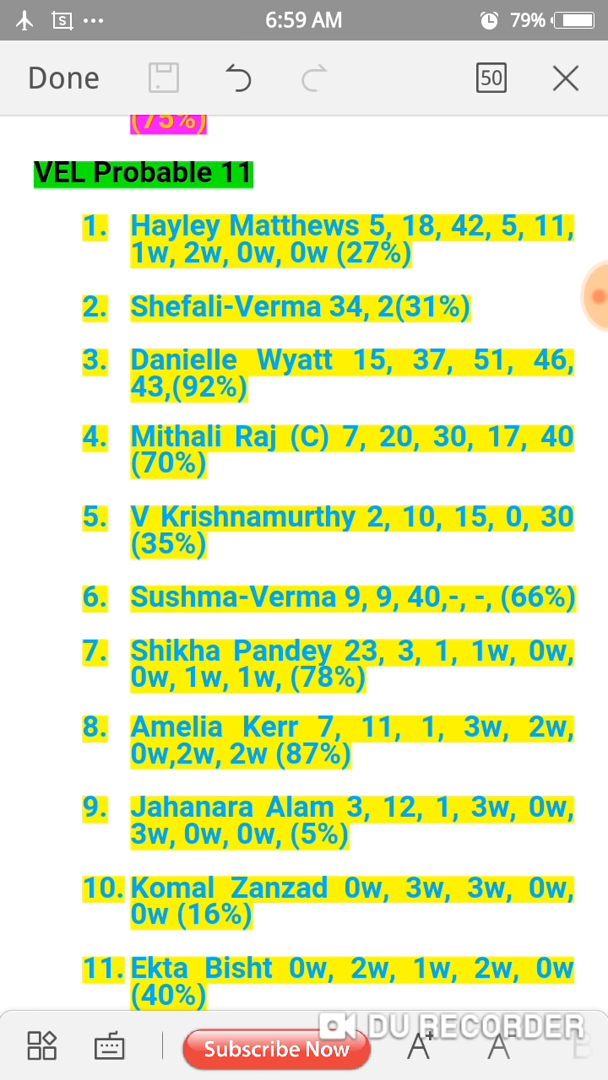 6:59 AM
79%
Done
50
(75%)
VEL Probable 11
1. Hayley Matthews 5, 18, 42, 5, 11,
1w, 2w, 0w, 0w (27%)
2. Shefali-Verma 34, 2(31%)
3. Danielle Wyatt 15, 37, 51, 46,
43,(92%)
4. Mithali Raj (C) 7, 20, 30, 17, 40
(70%)
5. V Krishnamurthy 2, 10, 15, 0, 30
(35%)
6. Sushma-Verma 9, 9, 40,-, -, (66%)
7. Shikha Pandey 23, 3, 1, 1w, 0w,
0w, 1w, 1w, (78%)
8. Amelia Kerr 7, 11, 1, 3w, 2w,
0w,2w, 2w (87%)
9. Jahanara Alam 3, 12, 1, 3w, 0w,
3w, 0w, 0w, (5%)
10. Komal Zanzad 0w, 3w, 3w, 0w,
0w (16%)
11. Ekta Bisht 0w, 2w, 1w, 2w, 0w
(40%)
DU RECORDER
Subscribe Now
A+
A-
B